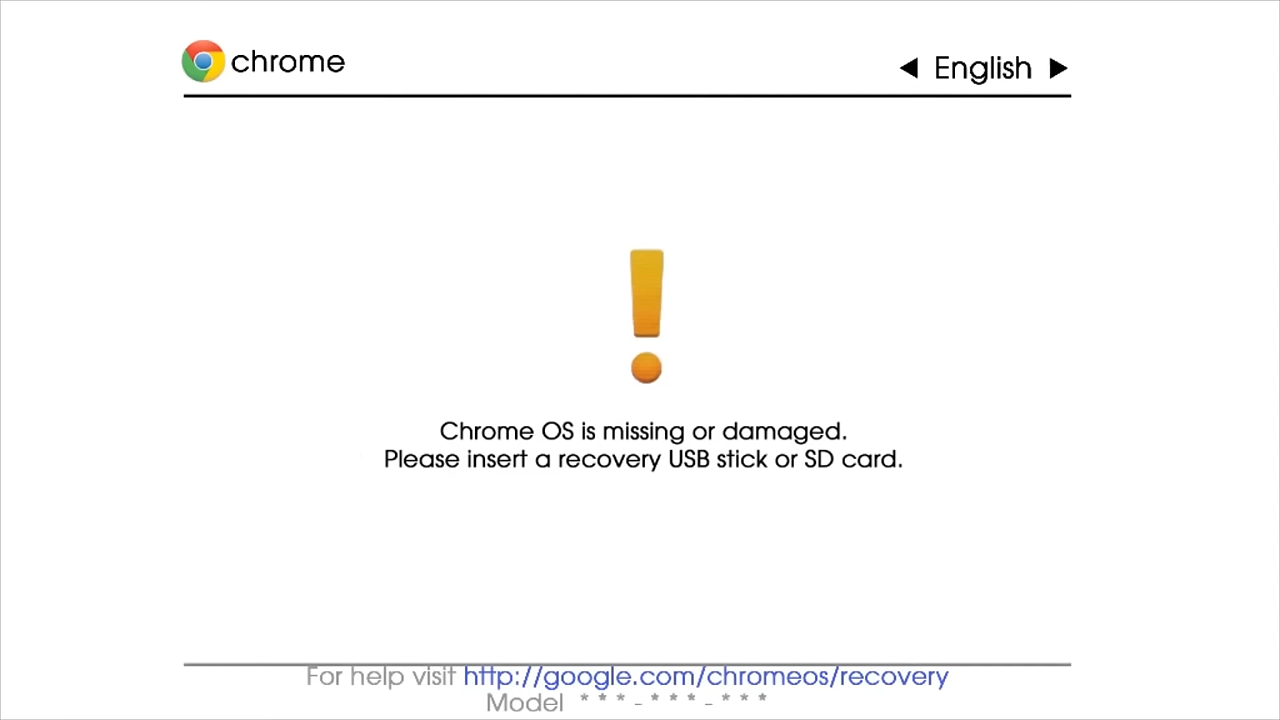 chrome
◀ English ▶
Chrome OS is missing or damaged.
Please insert a recovery USB stick or SD card.
For help visit http://google.com/chromeos/recovery
Model ***-***-***